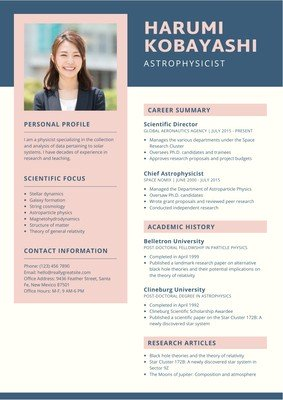 HARUMI
KOBAYASHI
ASTROPHYSICIST
PERSONAL PROFILE
I am a physicist specializing in the collection
and analysis of data pertaining to solar
systems. I have decades of experience in
research and teaching.
SCIENTIFIC FOCUS
Stellar dynamics
Galaxy formation
String cosmology
Astroparticle physics
Magnetohydrodynamics
Structure of matter
Theory of general relativity
CONTACT INFORMATION
Phone: (123) 456 7890
Email: hello@reallygreatsite.com
Office Address: 9436 Feather Street, Santa
Fe, New Mexico 87501
Office Hours: M-F, 9 AM-6 PM
CAREER SUMMARY
Scientific Director
GLOBAL AERONAUTICS AGENCY | JULY 2015 - PRESENT
Manages the various departments under the Space
Research Cluster
Oversees Ph.D. candidates and trainees
Approves research proposals and project budgets
Chief Astrophysicist
SPACE NOMIX | JUNE 2000 - JULY 2015
Managed the Department of Astroparticle Physics
Oversaw Ph.D. candidates
Wrote grant proposals and reviewed peer research
Conducted independent research
ACADEMIC HISTORY
Belletron University
POST-DOCTORAL FELLOWSHIP IN PARTICLE PHYSICS
Completed in April 1999
Published a landmark research paper on alternative
black hole theories and their potential implications on
the theory of relativity
Clineburg University
POST-DOCTORAL DEGREE IN ASTROPHYSICS
Completed in April 1992
Clineburg Scientific Scholarship Awardee
Published a scientific paper on the Star Cluster 172B: A
newly discovered star system
RESEARCH ARTICLES
Black hole theories and the theory of relativity
Star Cluster 172B: A newly discovered star system in
Sector 9Z
The Moons of Jupiter: Composition and atmosphere